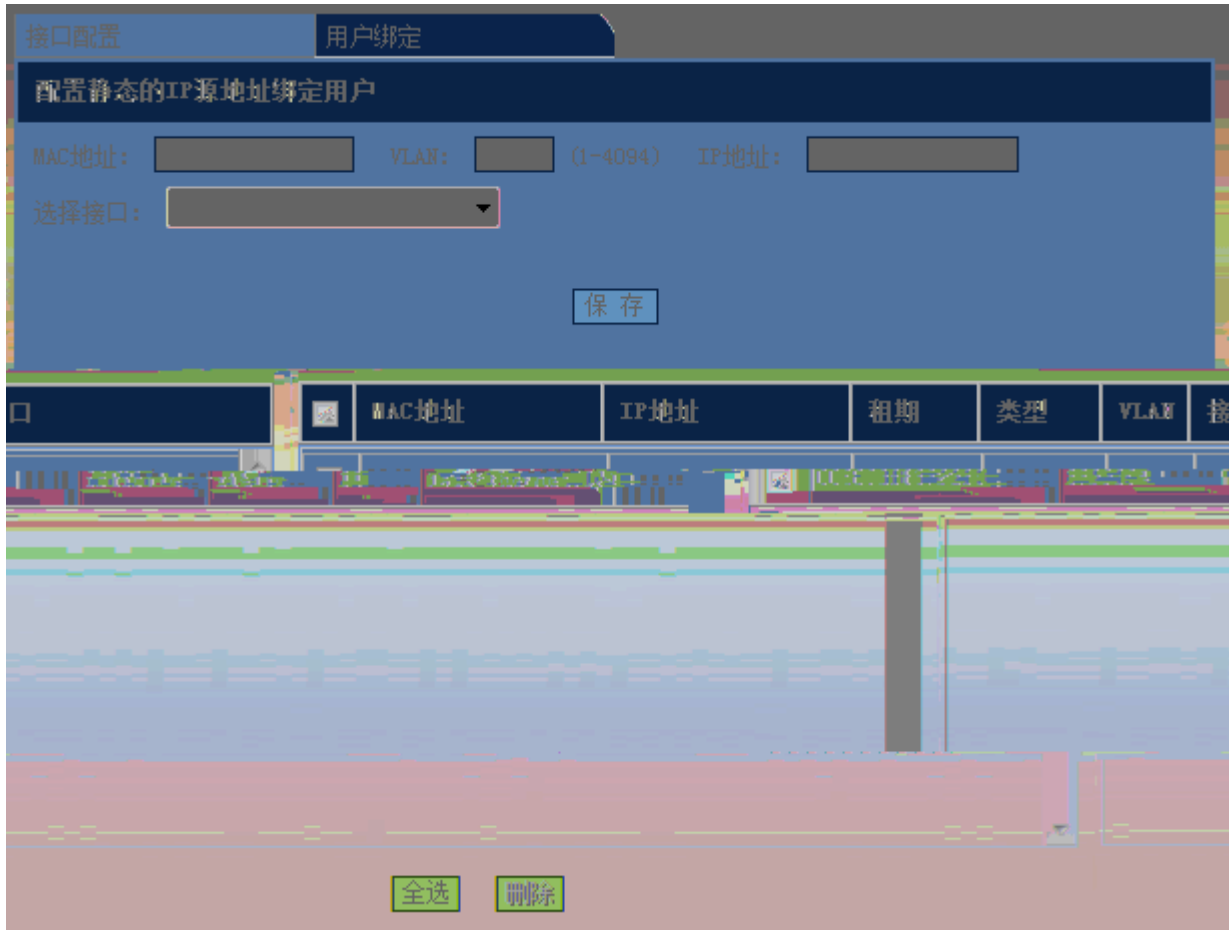 接口配置 用户绑定
配置静态的IP源地址绑定用户
MAC地址: VLAN: (1-4094) IP地址:
选择接口:
保 存
口 MAC地址 IP地址 租期 类型 VLAN 接
全选 删除